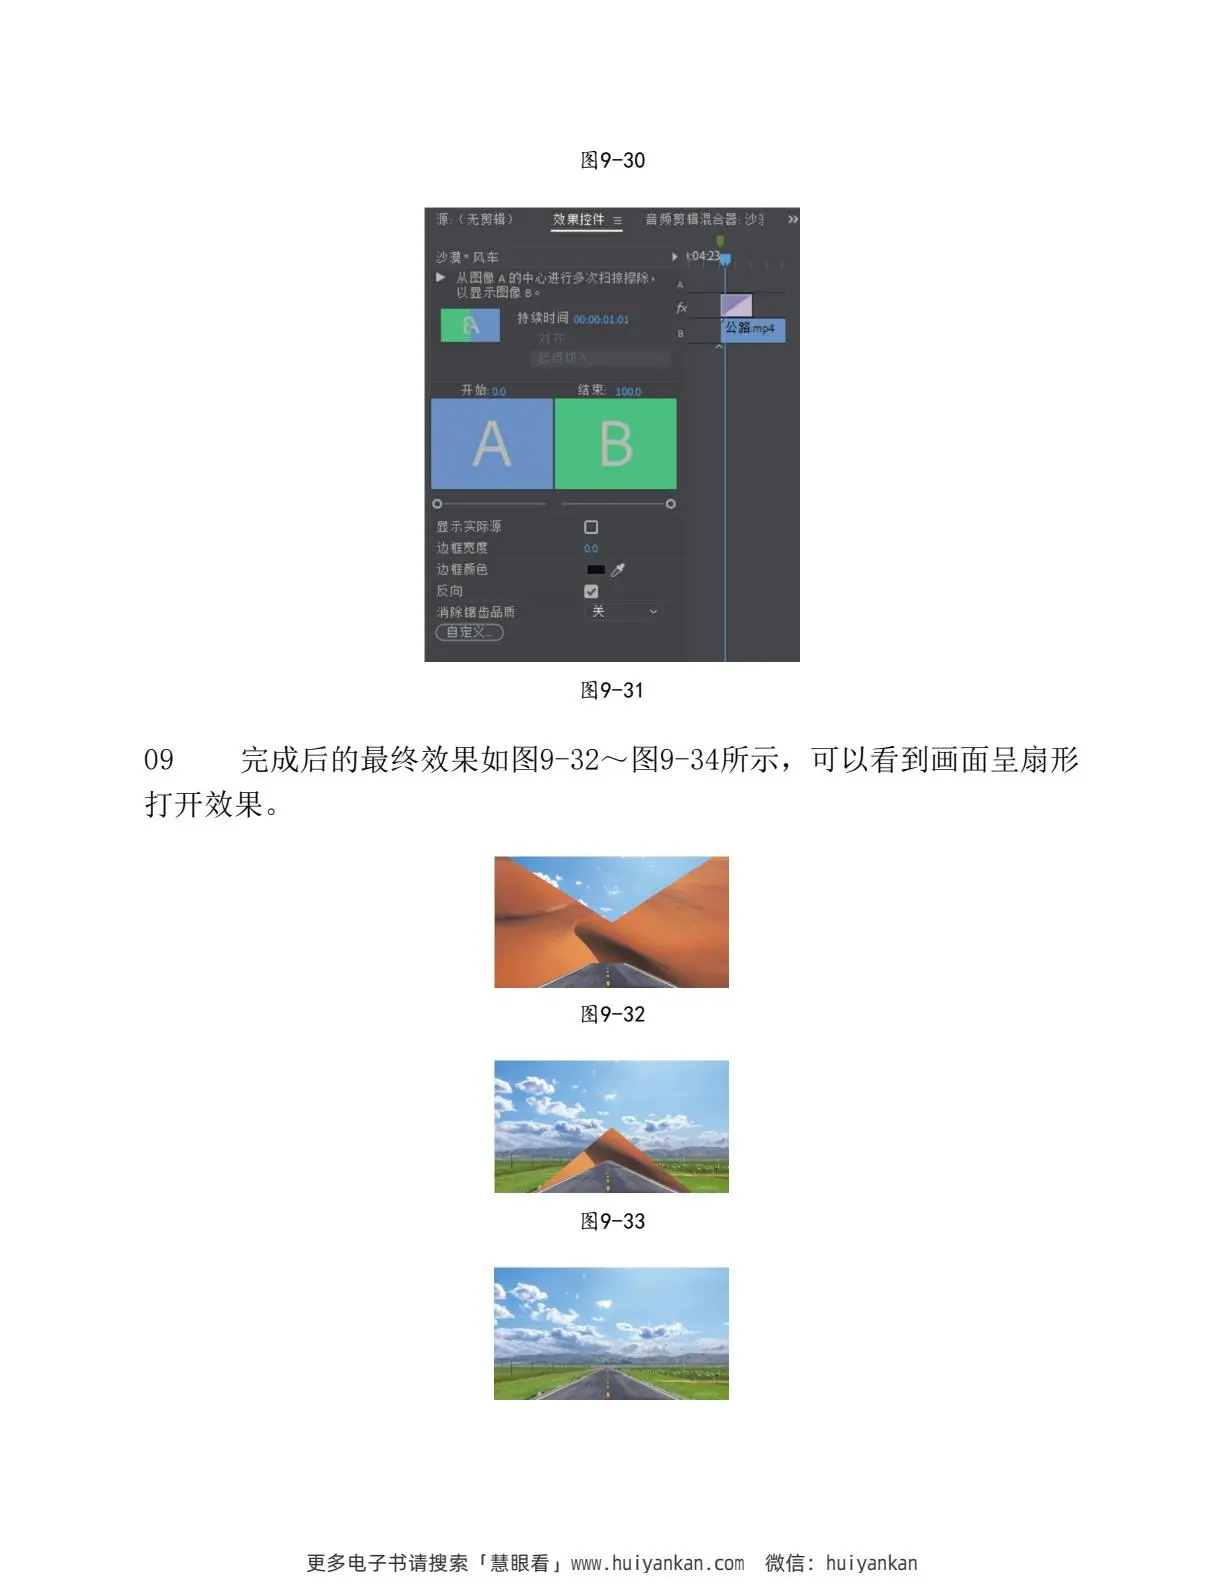 图9-30
源:（无剪辑） 效果控件 ≡ 音频剪辑混合器: 沙漠 »
沙漠 * 风车
:04:23
从图像 A 的中心进行多次扫掠擦除，
以显示图像 B。
A
fx
B
持续时间 00:00:01:01
对齐
起点切入
公路.mp4
开始: 0.0 结束: 100.0
A B
显示实际源
边框宽度 0.0
边框颜色
反向
消除锯齿品质 关
自定义...
图9-31
09 完成后的最终效果如图9-32～图9-34所示，可以看到画面呈扇形
打开效果。
图9-32
图9-33
更多电子书请搜索「慧眼看」www.huiyankan.com 微信：huiyankan